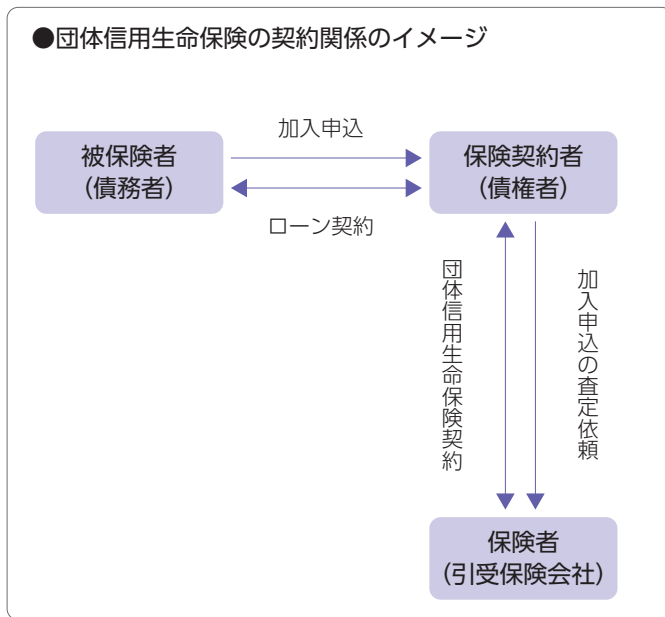 ●団体信用生命保険の契約関係のイメージ
被保険者
(債務者)
加入申込
ローン契約
保険契約者
(債権者)
団体信用生命保険契約
加入申込の査定依頼
保険者
(引受保険会社)